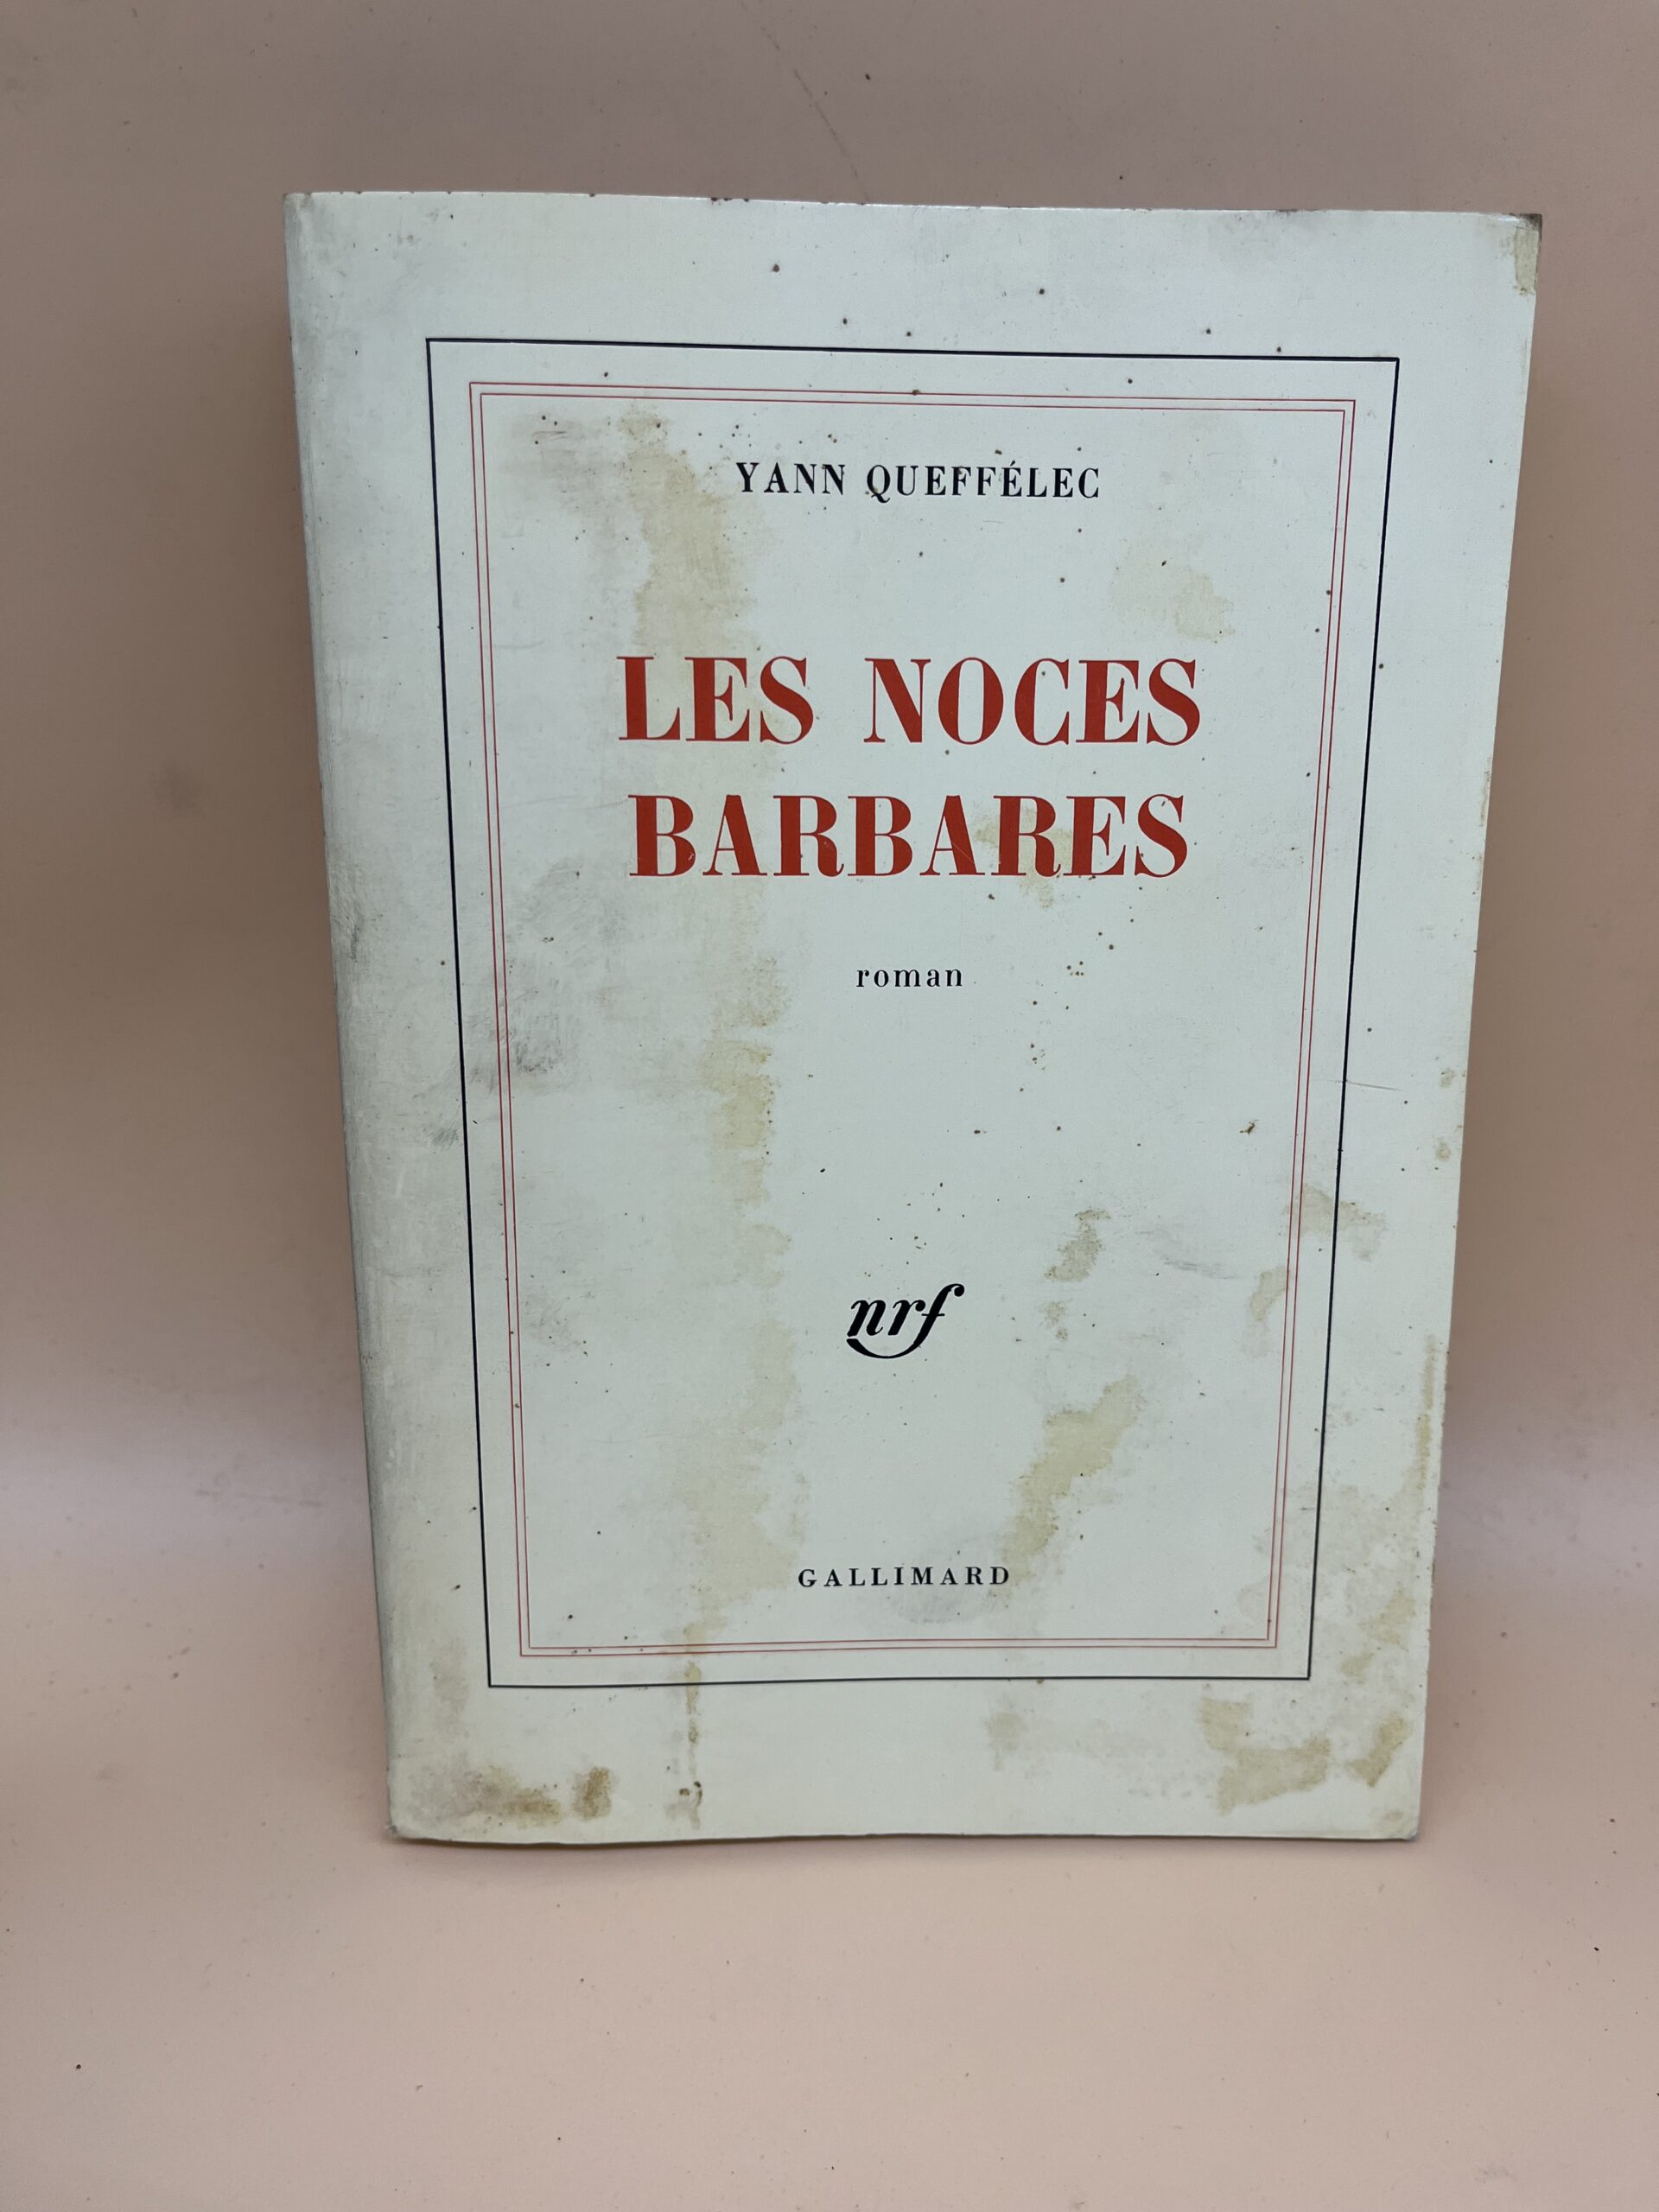 YANN QUEFFÉLEC
LES NOCES
BARBARES
roman
nrf
GALLIMARD